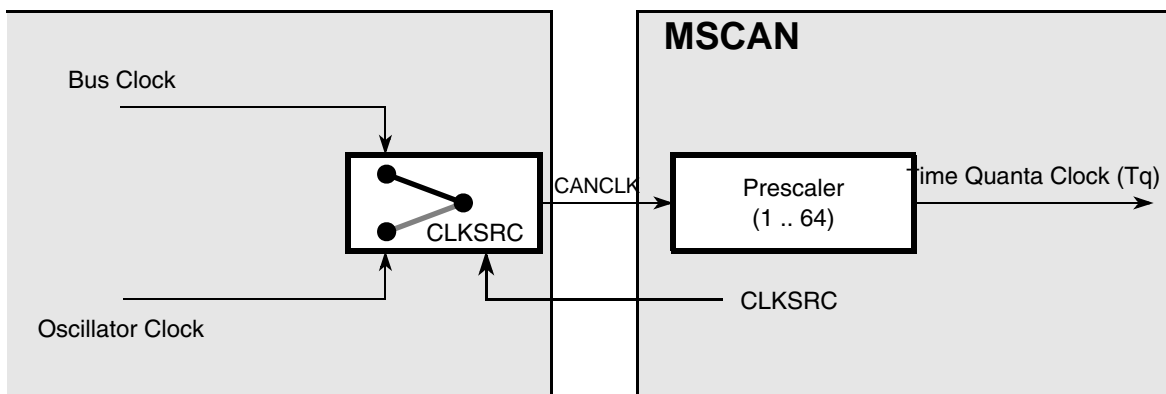 MSCAN
Bus Clock
CANCLK
Prescaler
(1 .. 64)
Time Quanta Clock (Tq)
CLKSRC
CLKSRC
Oscillator Clock